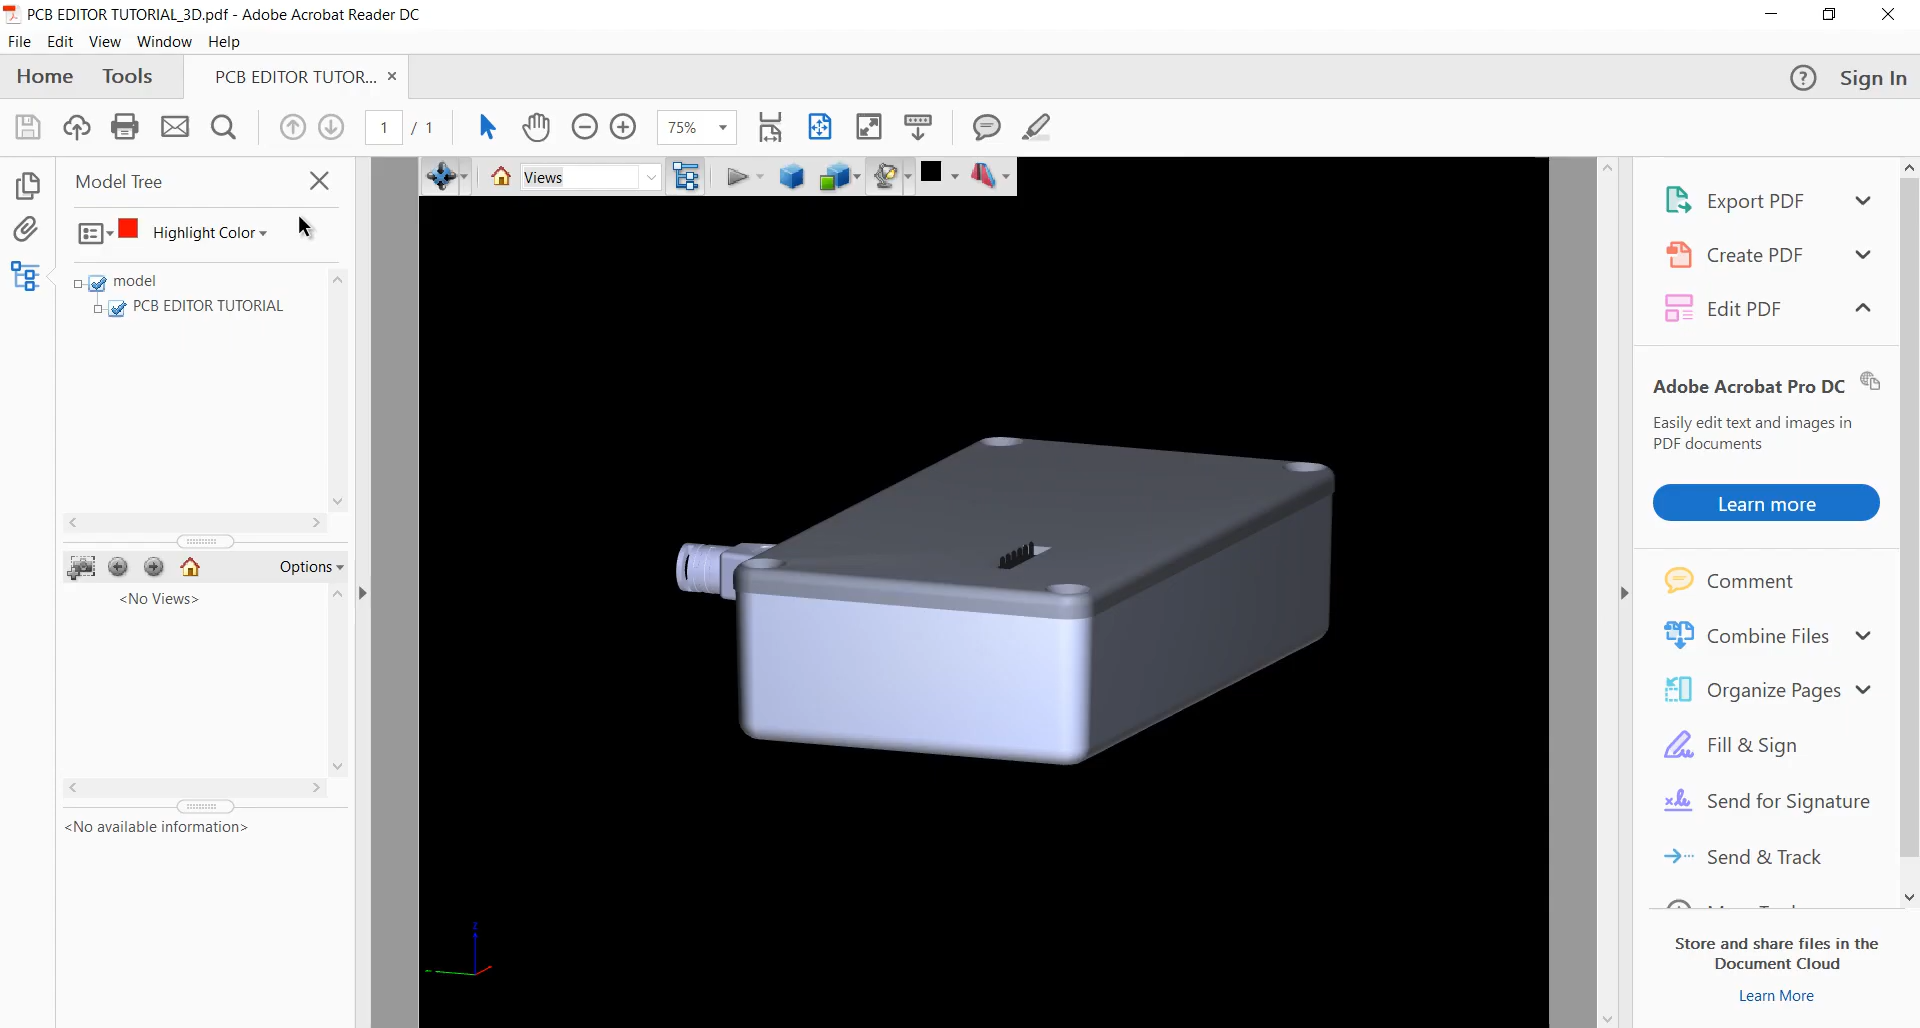 PCB EDITOR TUTORIAL_3D.pdf - Adobe Acrobat Reader DC
File Edit View Window Help
Home Tools PCB EDITOR TUTOR... Sign In
1 / 1 75%
Model Tree
Views
Highlight Color
model
PCB EDITOR TUTORIAL
Options
<No Views>
<No available information>
z
Export PDF
Create PDF
Edit PDF
Adobe Acrobat Pro DC
Easily edit text and images in
PDF documents
Learn more
Comment
Combine Files
Organize Pages
Fill & Sign
Send for Signature
Send & Track
Store and share files in the
Document Cloud
Learn More